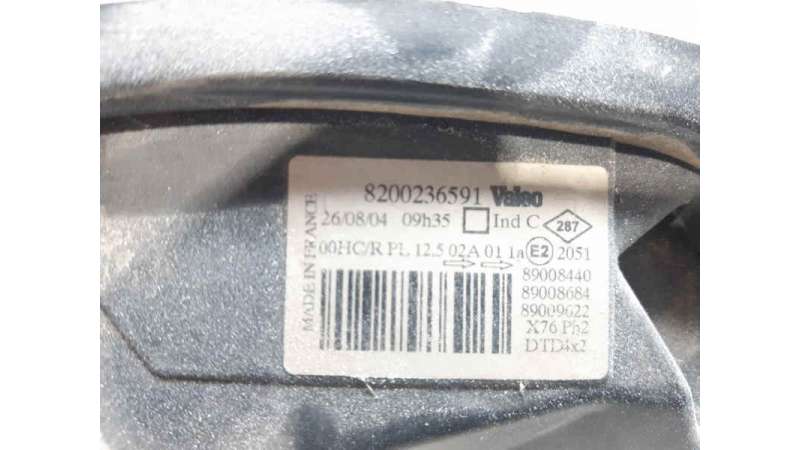 8200236591 Valeo
26/08/04 09h35 Ind C 287
00HC/R PL 12.5 02A 01 1a E2 2051
89008440
89008684
89009622
X76 Ph2
DTD4x2
MADE IN FRANCE